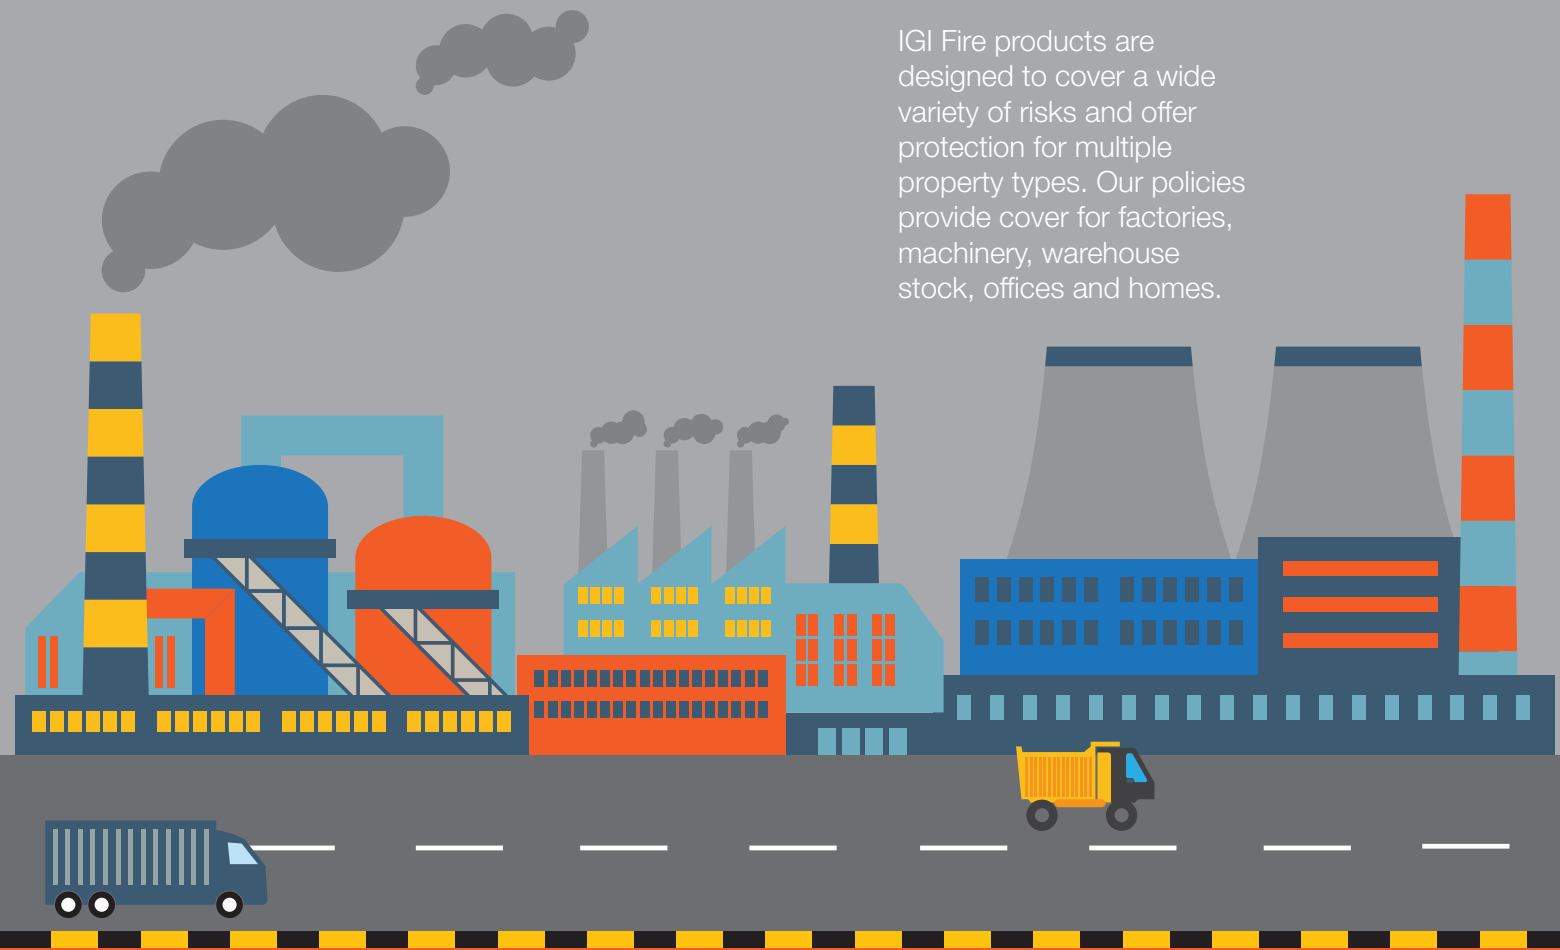 IGI Fire products are
designed to cover a wide
variety of risks and offer
protection for multiple
property types. Our policies
provide cover for factories,
machinery, warehouse
stock, offices and homes.